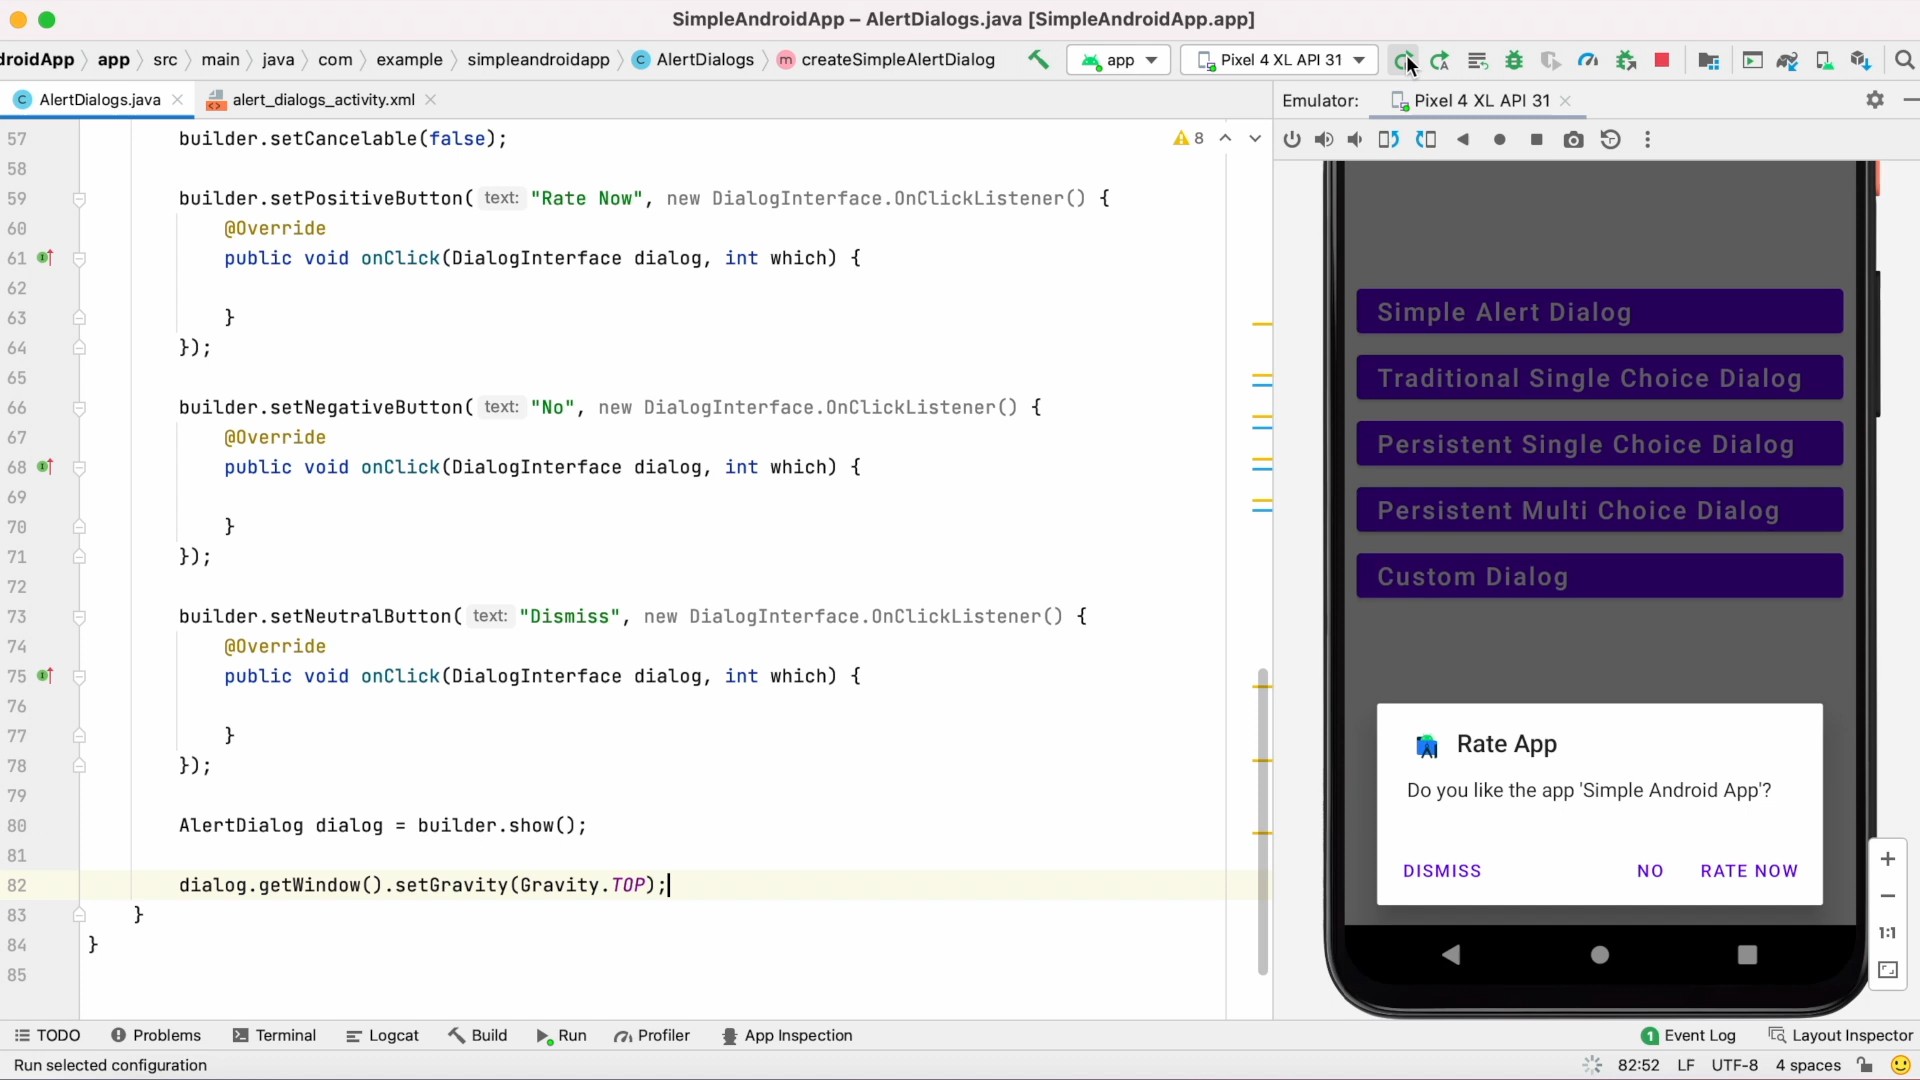 SimpleAndroidApp – AlertDialogs.java [SimpleAndroidApp.app]
droidApp app src main java com example simpleandroidapp C AlertDialogs m createSimpleAlertDialog app Pixel 4 XL API 31
C AlertDialogs.java alert_dialogs_activity.xml
Emulator: Pixel 4 XL API 31
8
57 builder.setCancelable(false);
58
59 builder.setPositiveButton( text: "Rate Now", new DialogInterface.OnClickListener() {
60 @Override
61 public void onClick(DialogInterface dialog, int which) {
62
63 }
64 });
65
66 builder.setNegativeButton( text: "No", new DialogInterface.OnClickListener() {
67 @Override
68 public void onClick(DialogInterface dialog, int which) {
69
70 }
71 });
72
73 builder.setNeutralButton( text: "Dismiss", new DialogInterface.OnClickListener() {
74 @Override
75 public void onClick(DialogInterface dialog, int which) {
76
77 }
78 });
79
80 AlertDialog dialog = builder.show();
81
82 dialog.getWindow().setGravity(Gravity.TOP);
83 }
84 }
85
Simple Alert Dialog
Traditional Single Choice Dialog
Persistent Single Choice Dialog
Persistent Multi Choice Dialog
Custom Dialog
Rate App
Do you like the app 'Simple Android App'?
DISMISS NO RATE NOW
1:1
TODO Problems Terminal Logcat Build Run Profiler App Inspection 1 Event Log Layout Inspector
Run selected configuration 82:52 LF UTF-8 4 spaces